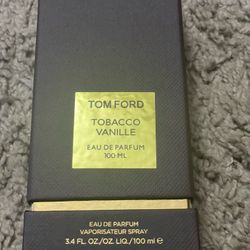 TOM FORD
TOBACCO
VANILLE
EAU DE PARFUM
100 ML
EAU DE PARFUM
VAPORISATEUR SPRAY
3.4 FL. OZ/OZ. LIQ./100 ml ℮